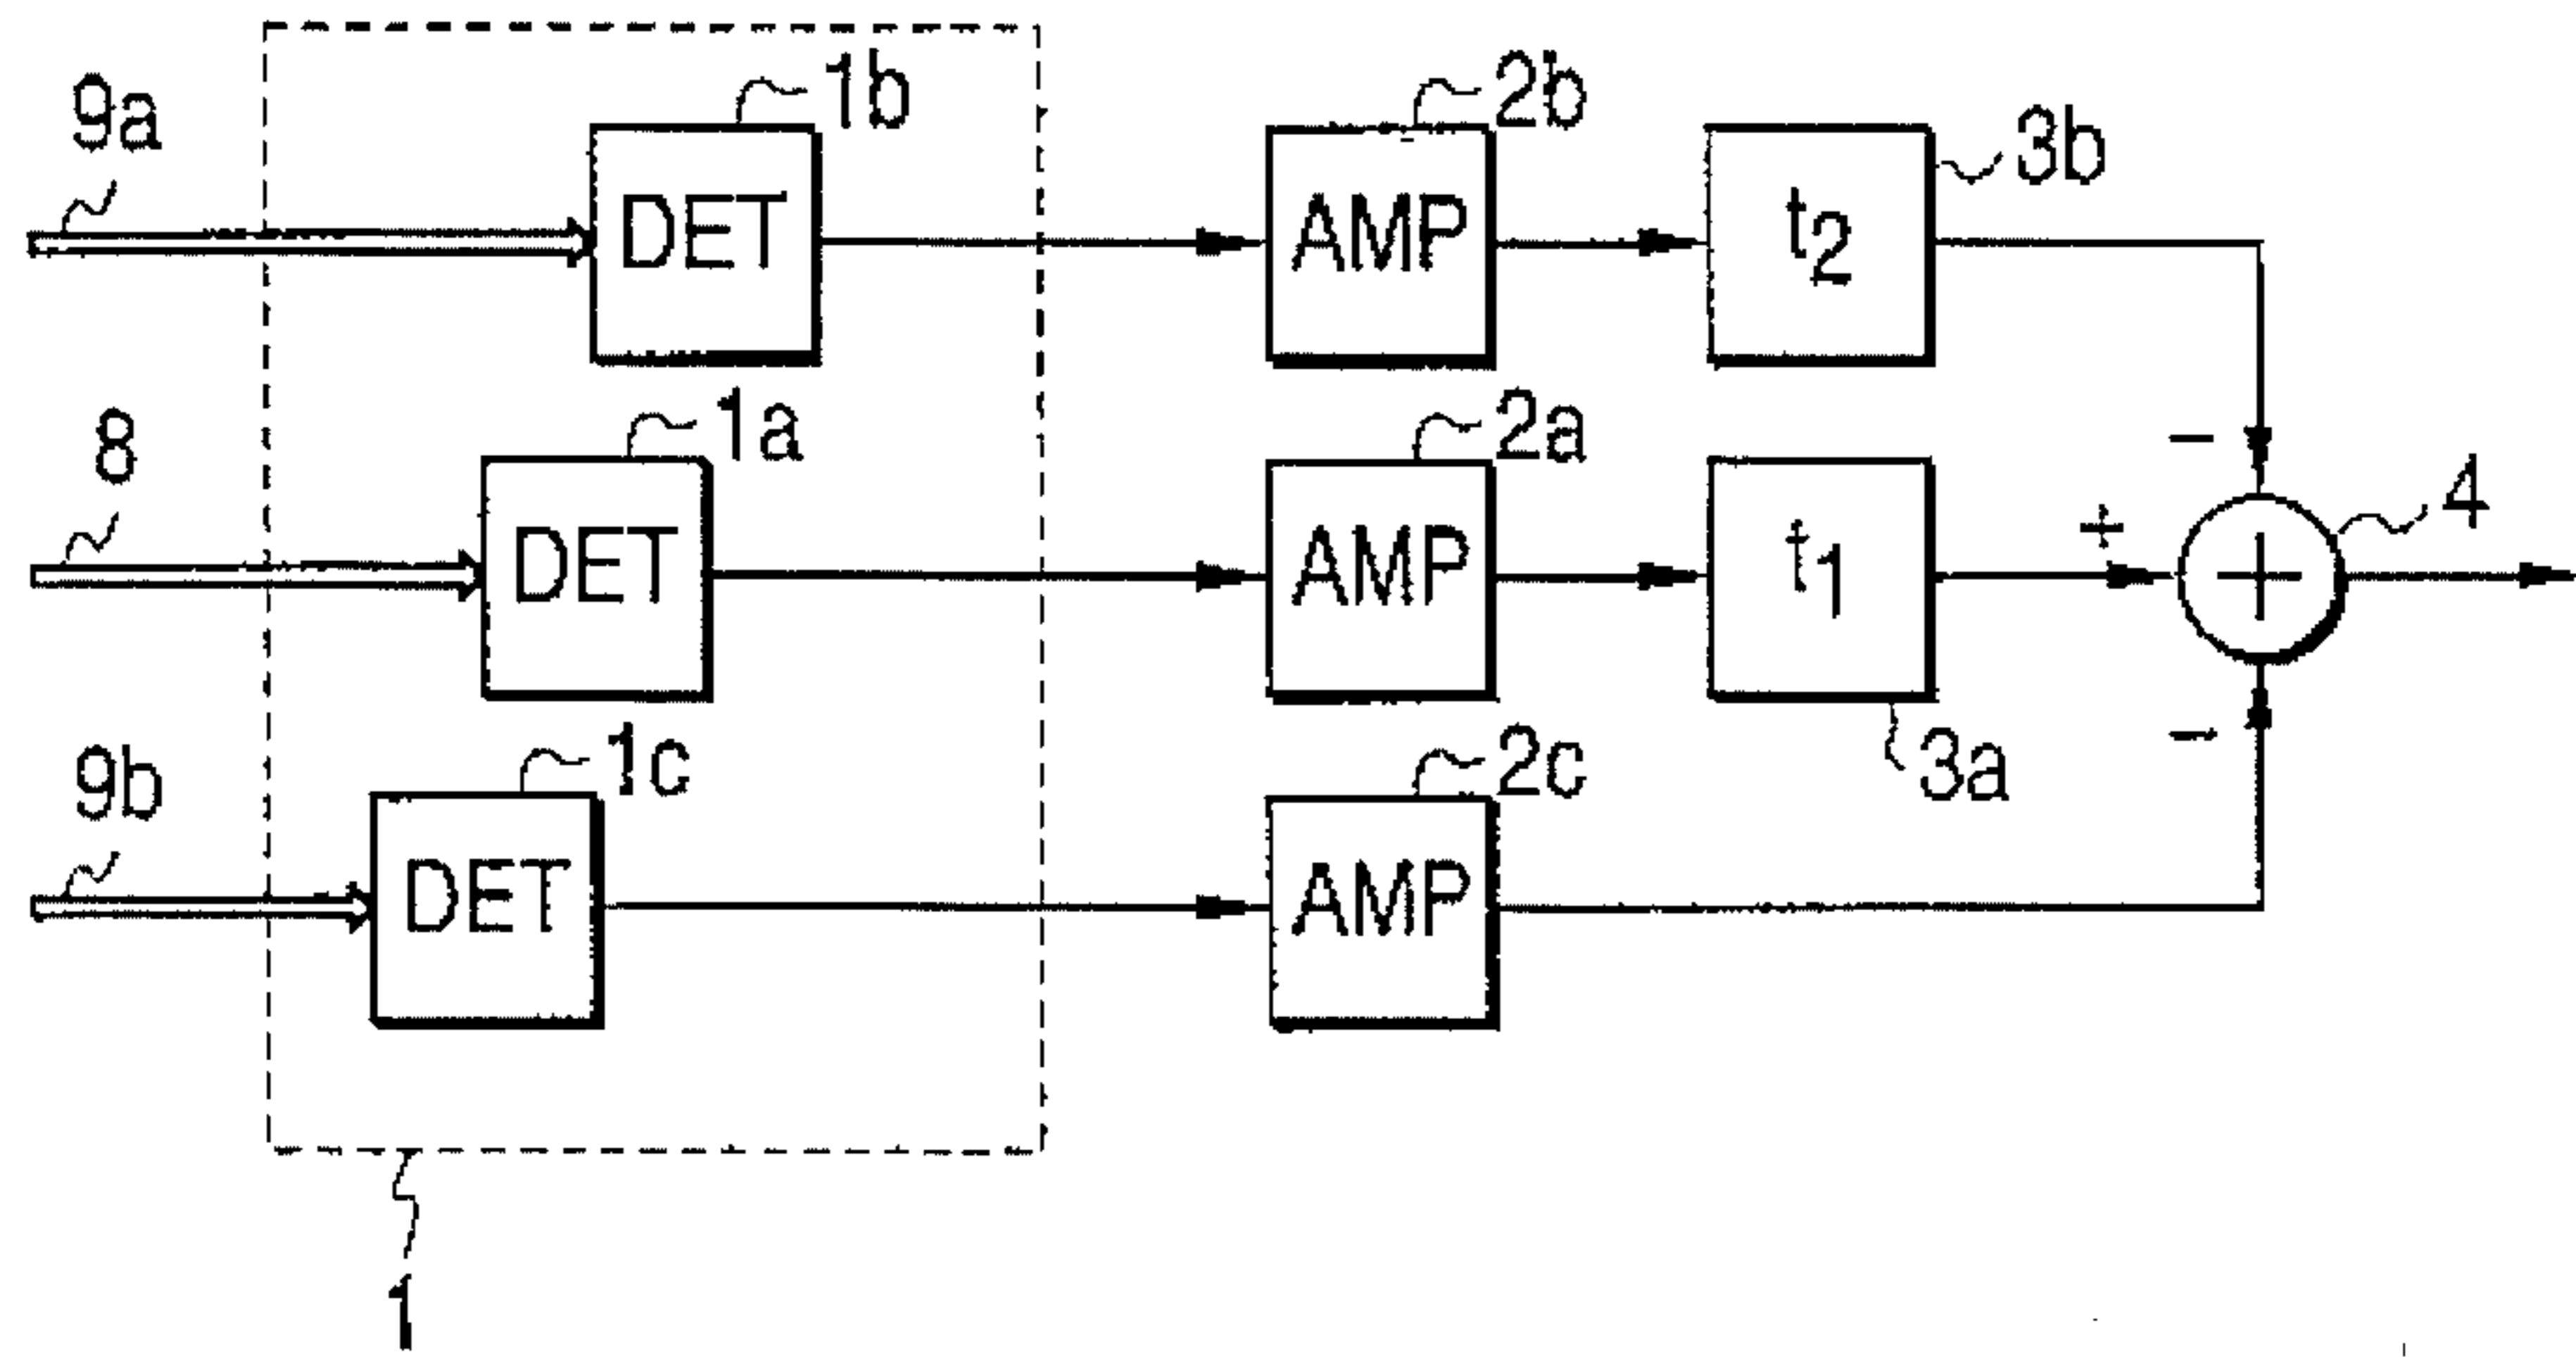 9a
1b
2b
3b
DET
AMP
t2
8
1a
2a
4
DET
AMP
t1
+
-
-
+
9b
1c
2c
3a
DET
AMP
1